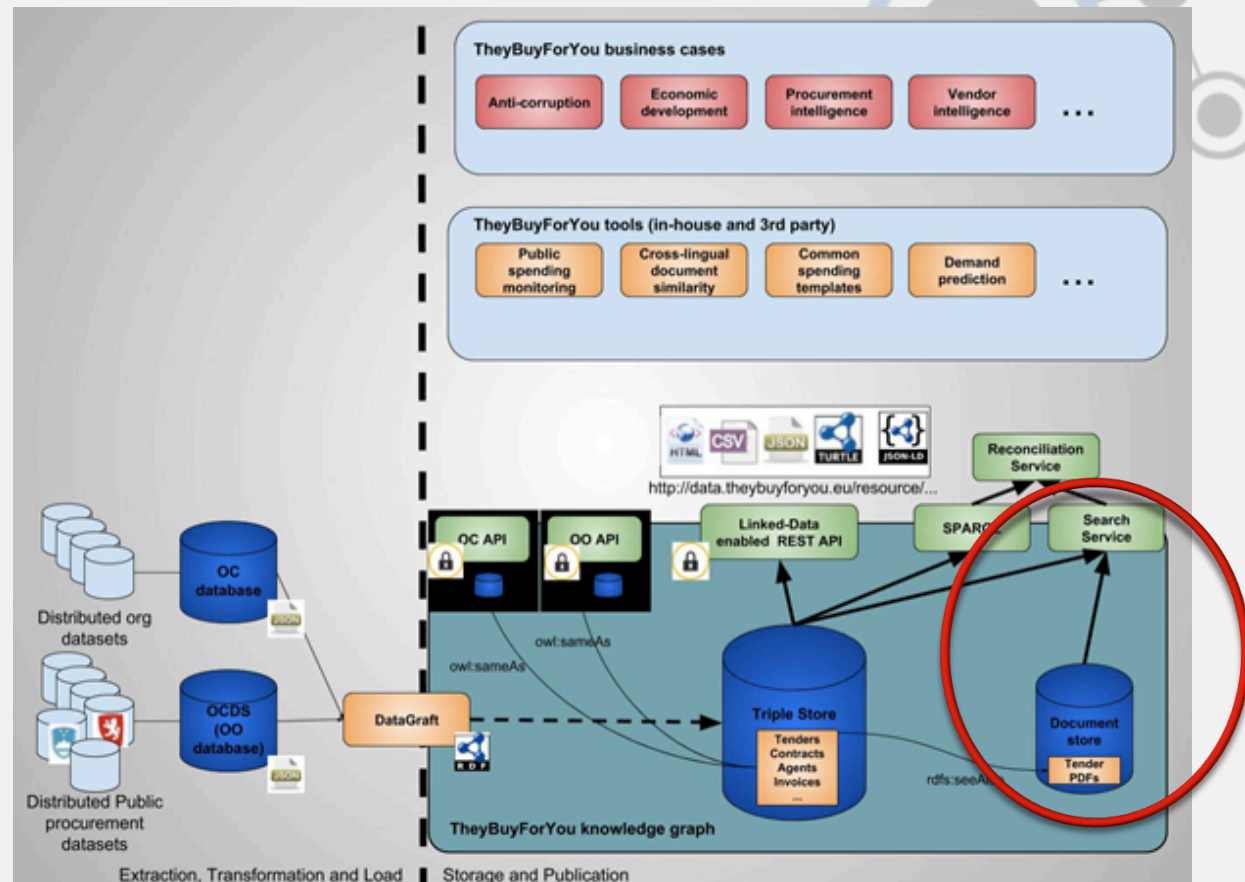 TheyBuyForYou business cases
Anti-corruption
Economic
development
Procurement
intelligence
Vendor
intelligence
...
TheyBuyForYou tools (in-house and 3rd party)
Public
spending
monitoring
Cross-lingual
document
similarity
Common
spending
templates
Demand
prediction
...
HTML
CSV
JSON
TURTLE
JSON-LD
http://data.theybuyforyou.eu/resource/...
Reconciliation
Service
OC API
OO API
Linked-Data
enabled REST API
Search
Service
OC
database
JSON
Distributed org
datasets
owl:sameAs
owl:sameAs
OCDS
(OO
database)
JSON
DataGraft
RDF
Triple Store
Tenders
Contracts
Agents
Invoices
...
Document
store
Tender
PDFs
Distributed Public
procurement
datasets
TheyBuyForYou knowledge graph
Extraction, Transformation and Load
Storage and Publication